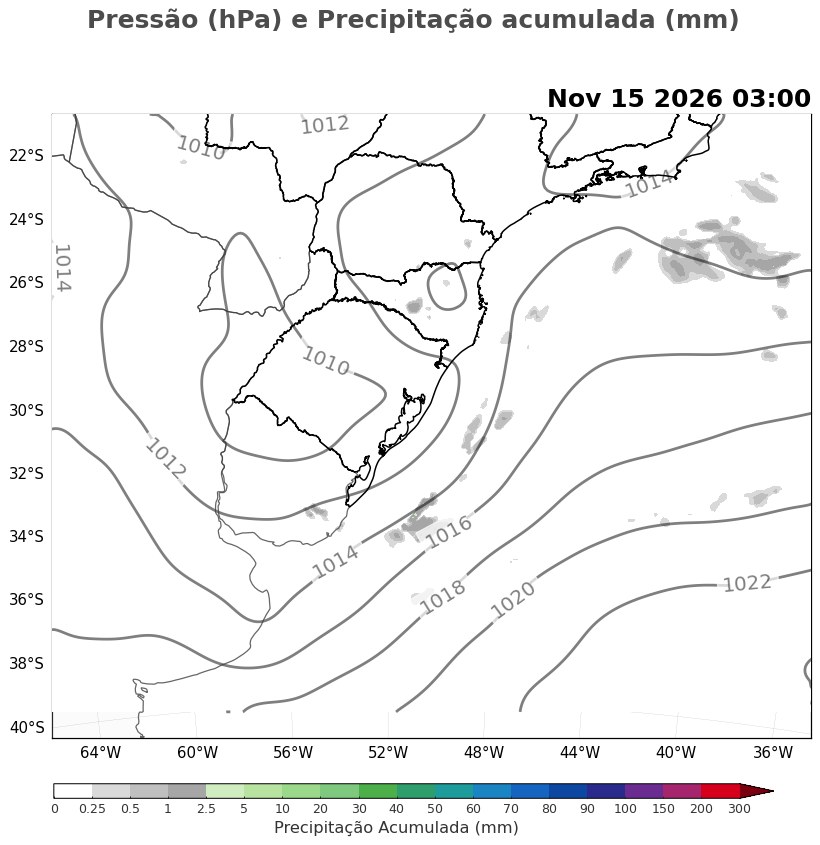 Pressão (hPa) e Precipitação acumulada (mm)
Nov 15 2026 03:00
1012
1010
1014
1014
1010
1012
1014
1016
1018
1020
1022
22°S
24°S
26°S
28°S
30°S
32°S
34°S
36°S
38°S
40°S
64°W 60°W 56°W 52°W 48°W 44°W 40°W 36°W
0 0.25 0.5 1 2.5 5 10 20 30 40 50 60 70 80 90 100 150 200 300
Precipitação Acumulada (mm)